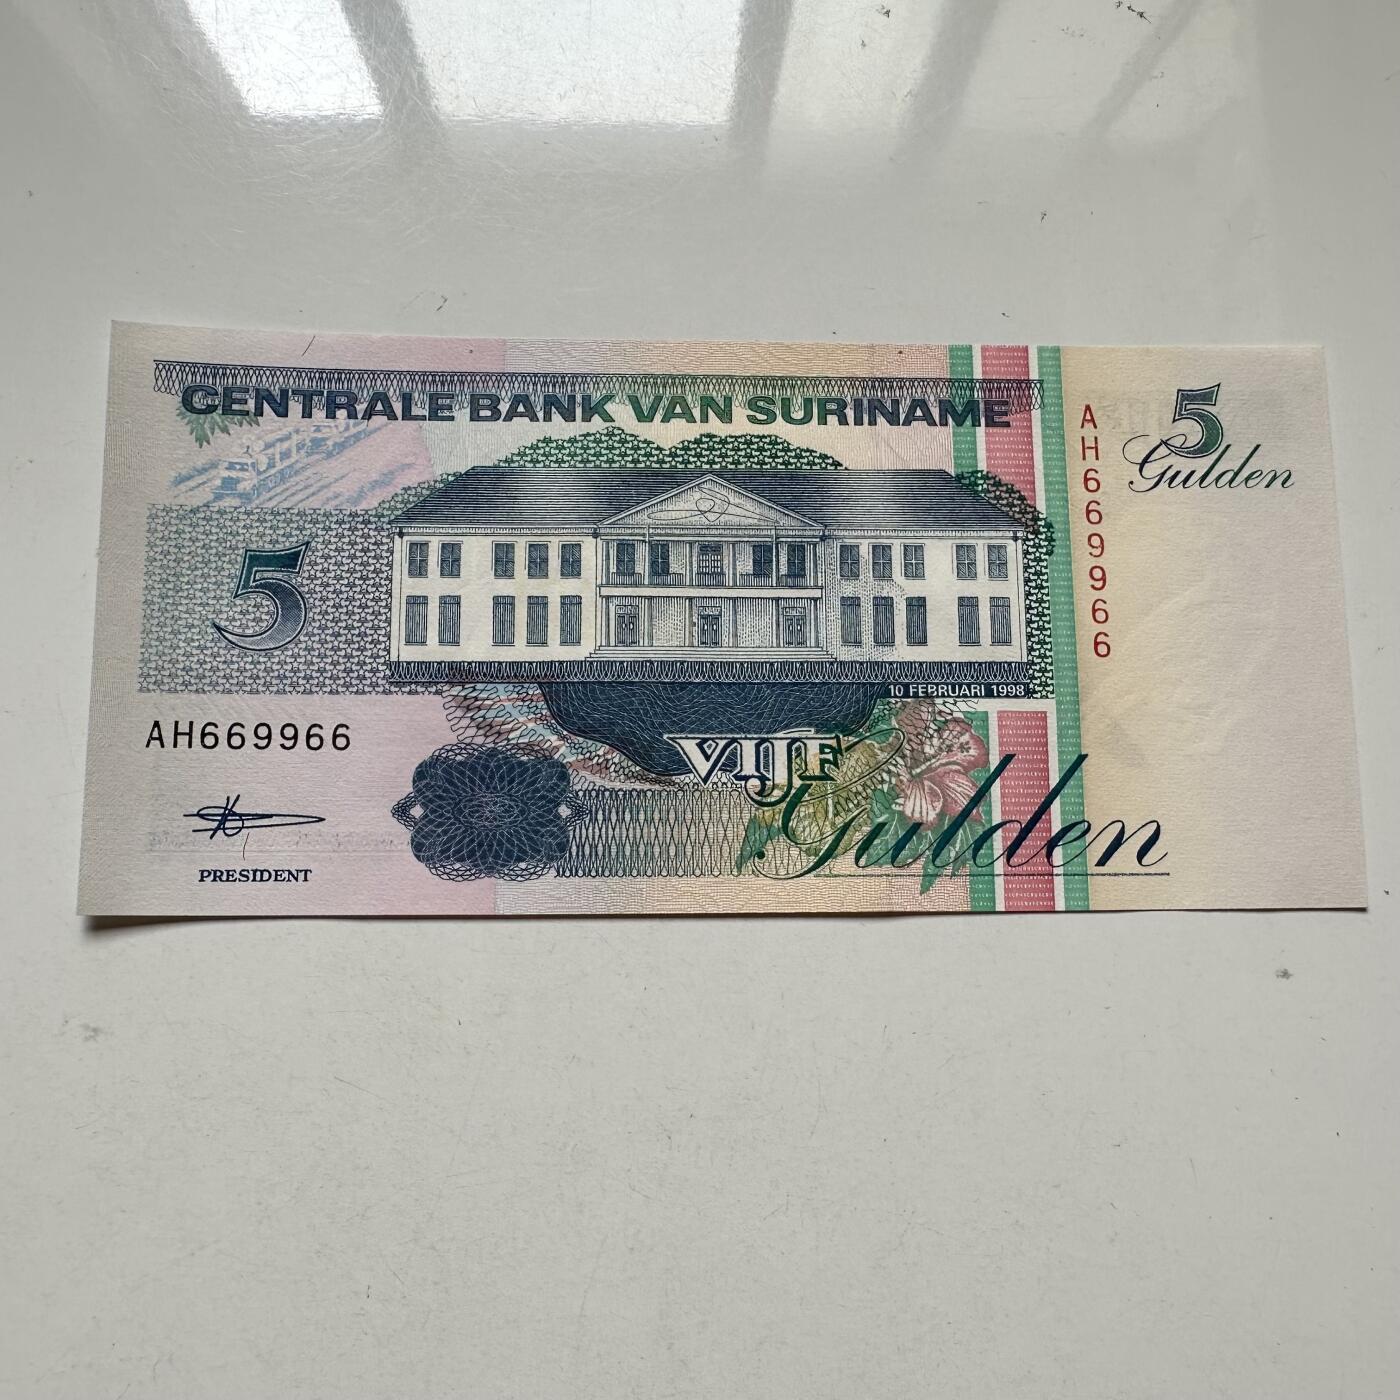 CENTRALE BANK VAN SURINAME
5
Gulden
AH669966
5
10 FEBRUARI 1998
AH669966
VIJF
Gulden
PRESIDENT